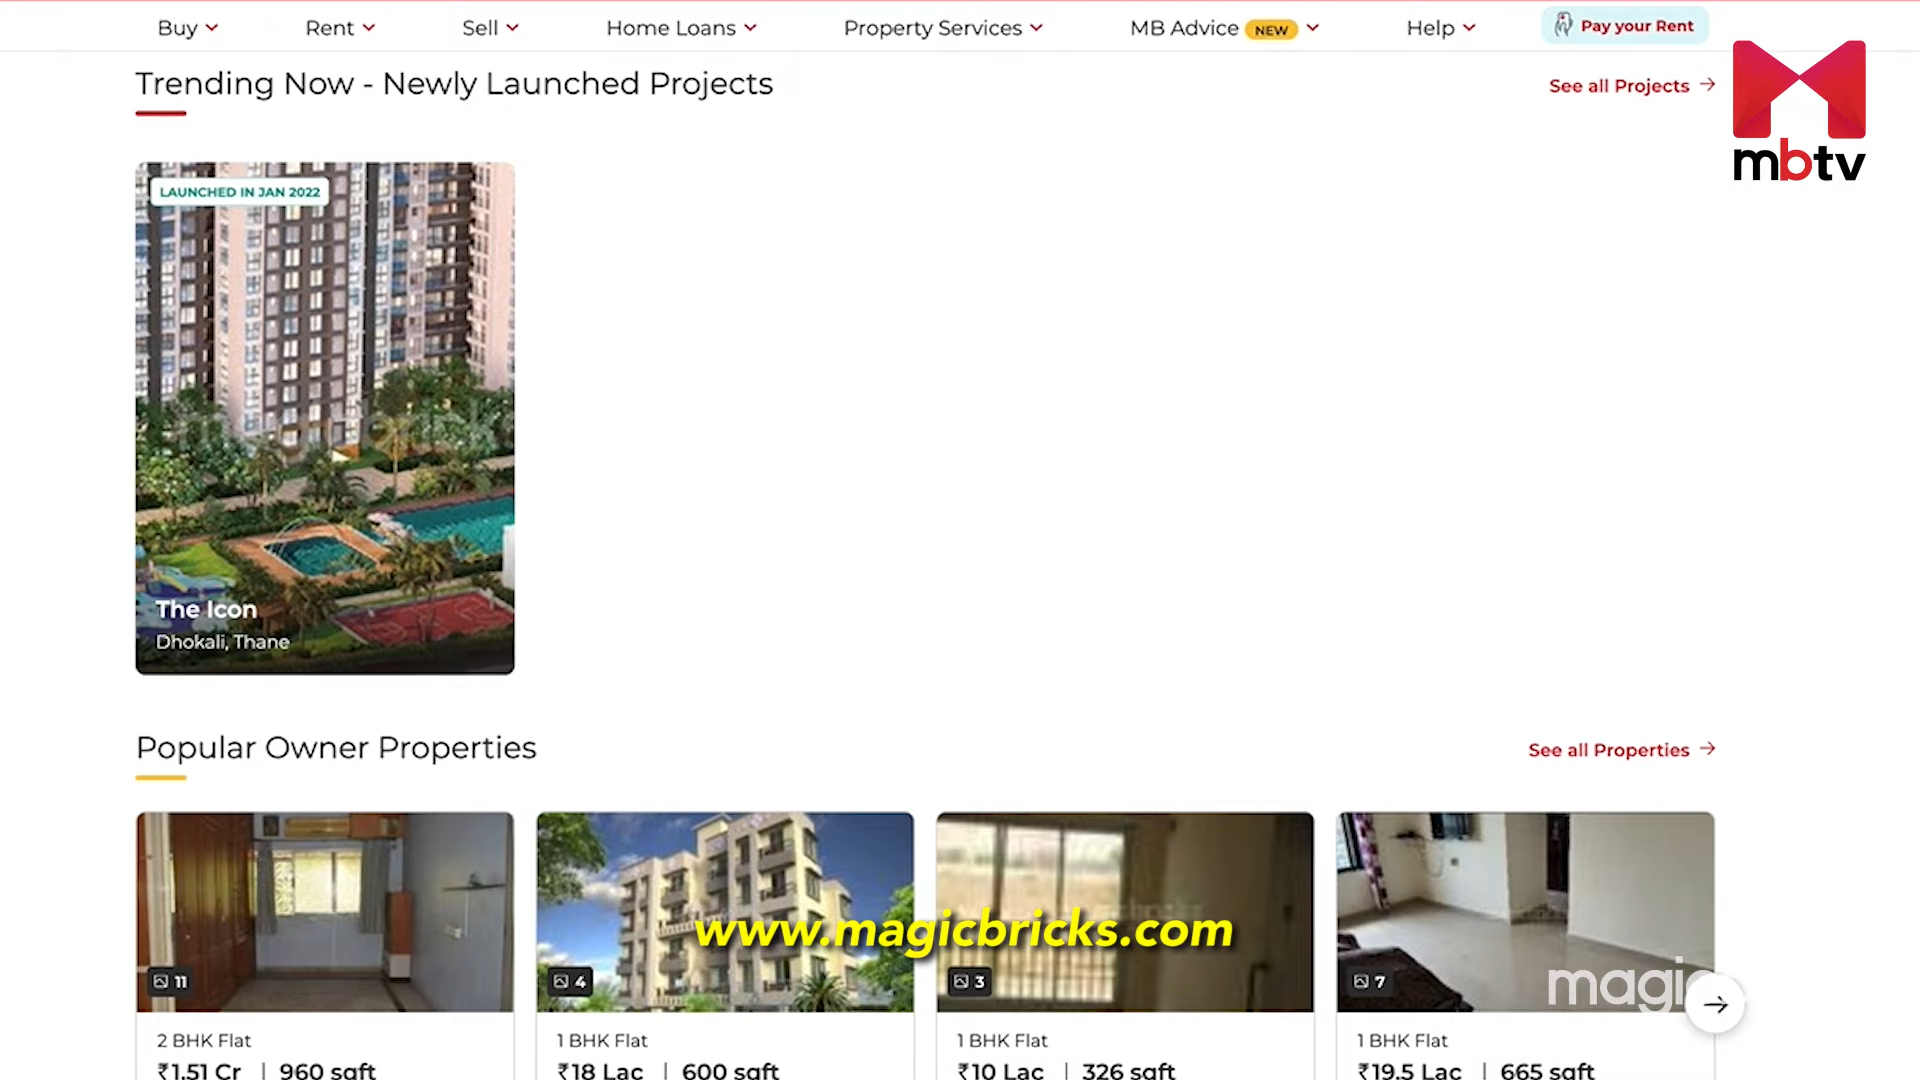 Buy Rent Sell Home Loans Property Services MB Advice NEW Help Pay your Rent
Trending Now - Newly Launched Projects
See all Projects
mbtv
LAUNCHED IN JAN 2022
The Icon
Dhokali, Thane
Popular Owner Properties
See all Properties
www.magicbricks.com
11
4
3
7
magic
2 BHK Flat
₹1.51 Cr | 960 sqft
1 BHK Flat
₹18 Lac | 600 sqft
1 BHK Flat
₹10 Lac | 326 sqft
1 BHK Flat
₹19.5 Lac | 665 sqft